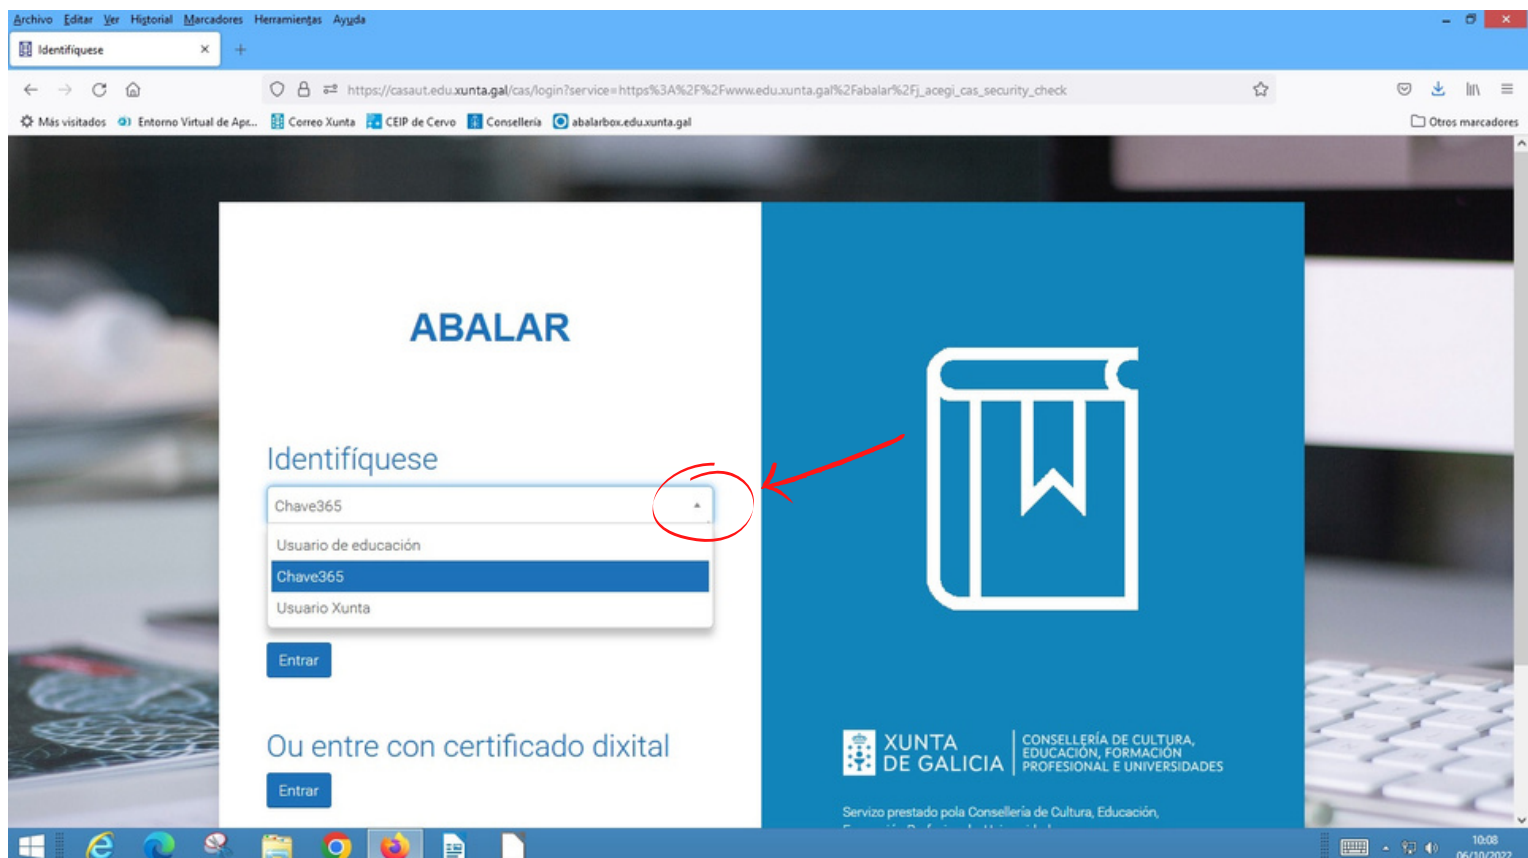 Archivo Editar Ver Historial Marcadores Herramientas Ayuda
Identifíquese
https://casaut.edu.xunta.gal/cas/login?service=https%3A%2F%2Fwww.edu.xunta.gal%2Fabalar%2Fj_acegi_cas_security_check
Más visitados Entorno Virtual de Apr... Correo Xunta CEIP de Cervo Consellería abalarbox.edu.xunta.gal Otros marcadores
ABALAR
Identifíquese
Chave365
Usuario de educación
Chave365
Usuario Xunta
Entrar
Ou entre con certificado dixital
Entrar
XUNTA
DE GALICIA
CONSELLERÍA DE CULTURA,
EDUCACIÓN, FORMACIÓN
PROFESIONAL E UNIVERSIDADES
Servizo prestado pola Consellería de Cultura, Educación,
10:08
06/10/2022